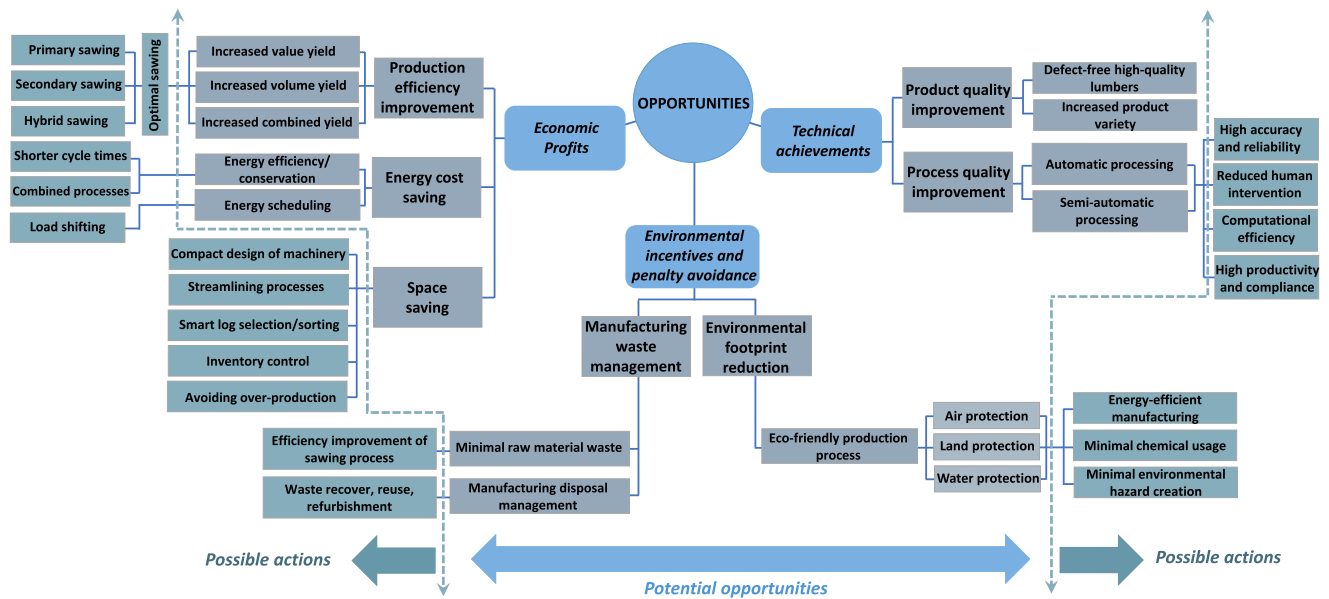 OPPORTUNITIES
Economic
Profits
Production
efficiency
improvement
Increased value yield
Increased volume yield
Increased combined yield
Optimal sawing
Primary sawing
Secondary sawing
Hybrid sawing
Energy cost
saving
Energy efficiency/
conservation
Energy scheduling
Shorter cycle times
Combined processes
Load shifting
Space
saving
Compact design of machinery
Streamlining processes
Smart log selection/sorting
Inventory control
Avoiding over-production
Technical
achievements
Product quality
improvement
Defect-free high-quality
lumbers
Increased product
variety
Process quality
improvement
Automatic processing
Semi-automatic
processing
High accuracy
and reliability
Reduced human
intervention
Computational
efficiency
High productivity
and compliance
Environmental
incentives and
penalty avoidance
Manufacturing
waste
management
Minimal raw material waste
Efficiency improvement of
sawing process
Manufacturing disposal
management
Waste recover, reuse,
refurbishment
Environmental
footprint
reduction
Eco-friendly production
process
Air protection
Land protection
Water protection
Energy-efficient
manufacturing
Minimal chemical usage
Minimal environmental
hazard creation
Possible actions
Potential opportunities
Possible actions